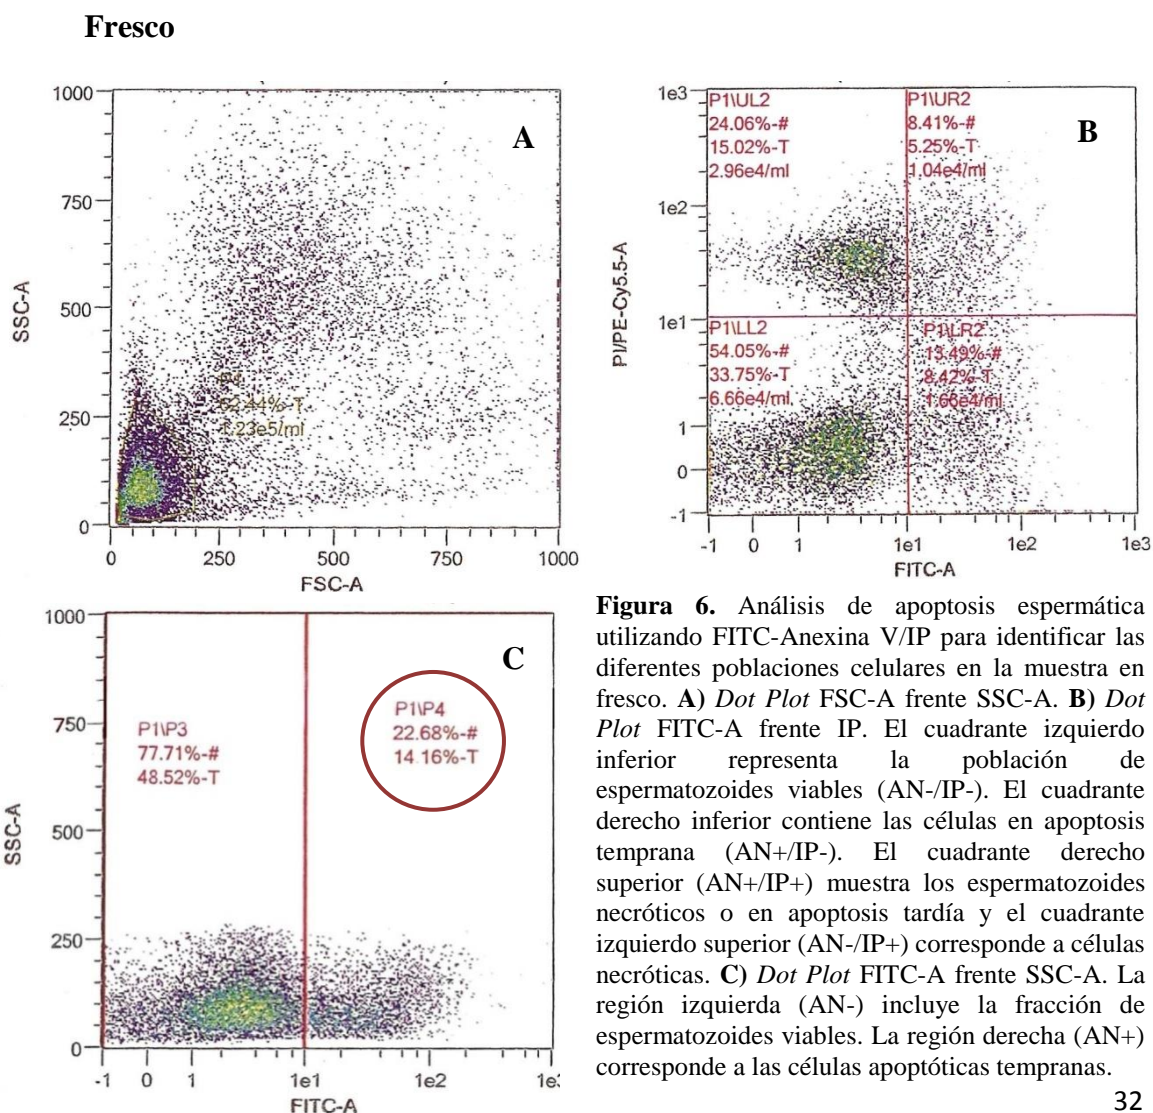 Fresco
1000
750
500
250
0
SSC-A
A
62.44%-T
1.23e5/ml
0
250
500
750
1000
FSC-A
1e3
1e2
1e1
1
0
-1
PI/PE-Cy5.5-A
P1\UL2
24.06%-#
15.02%-T
2.96e4/ml
P1\UR2
8.41%-#
5.25%-T
1.04e4/ml
B
P1\LL2
54.05%-#
33.75%-T
6.66e4/ml
P1\LR2
13.49%-#
8.42%-T
1.66e4/ml
-1
0
1
1e1
1e2
1e3
FITC-A
1000
750
500
250
0
SSC-A
C
P1\P3
77.71%-#
48.52%-T
P1\P4
22.68%-#
14.16%-T
-1
0
1
1e1
1e2
FITC-A
Figura 6. Análisis de apoptosis espermática
utilizando FITC-Anexina V/IP para identificar las
diferentes poblaciones celulares en la muestra en
fresco. A) Dot Plot FSC-A frente SSC-A. B) Dot
Plot FITC-A frente IP. El cuadrante izquierdo
inferior representa la población de
espermatozoides viables (AN-/IP-). El cuadrante
derecho inferior contiene las células en apoptosis
temprana (AN+/IP-). El cuadrante derecho
superior (AN+/IP+) muestra los espermatozoides
necróticos o en apoptosis tardía y el cuadrante
izquierdo superior (AN-/IP+) corresponde a células
necróticas. C) Dot Plot FITC-A frente SSC-A. La
región izquierda (AN-) incluye la fracción de
espermatozoides viables. La región derecha (AN+)
corresponde a las células apoptóticas tempranas.
32